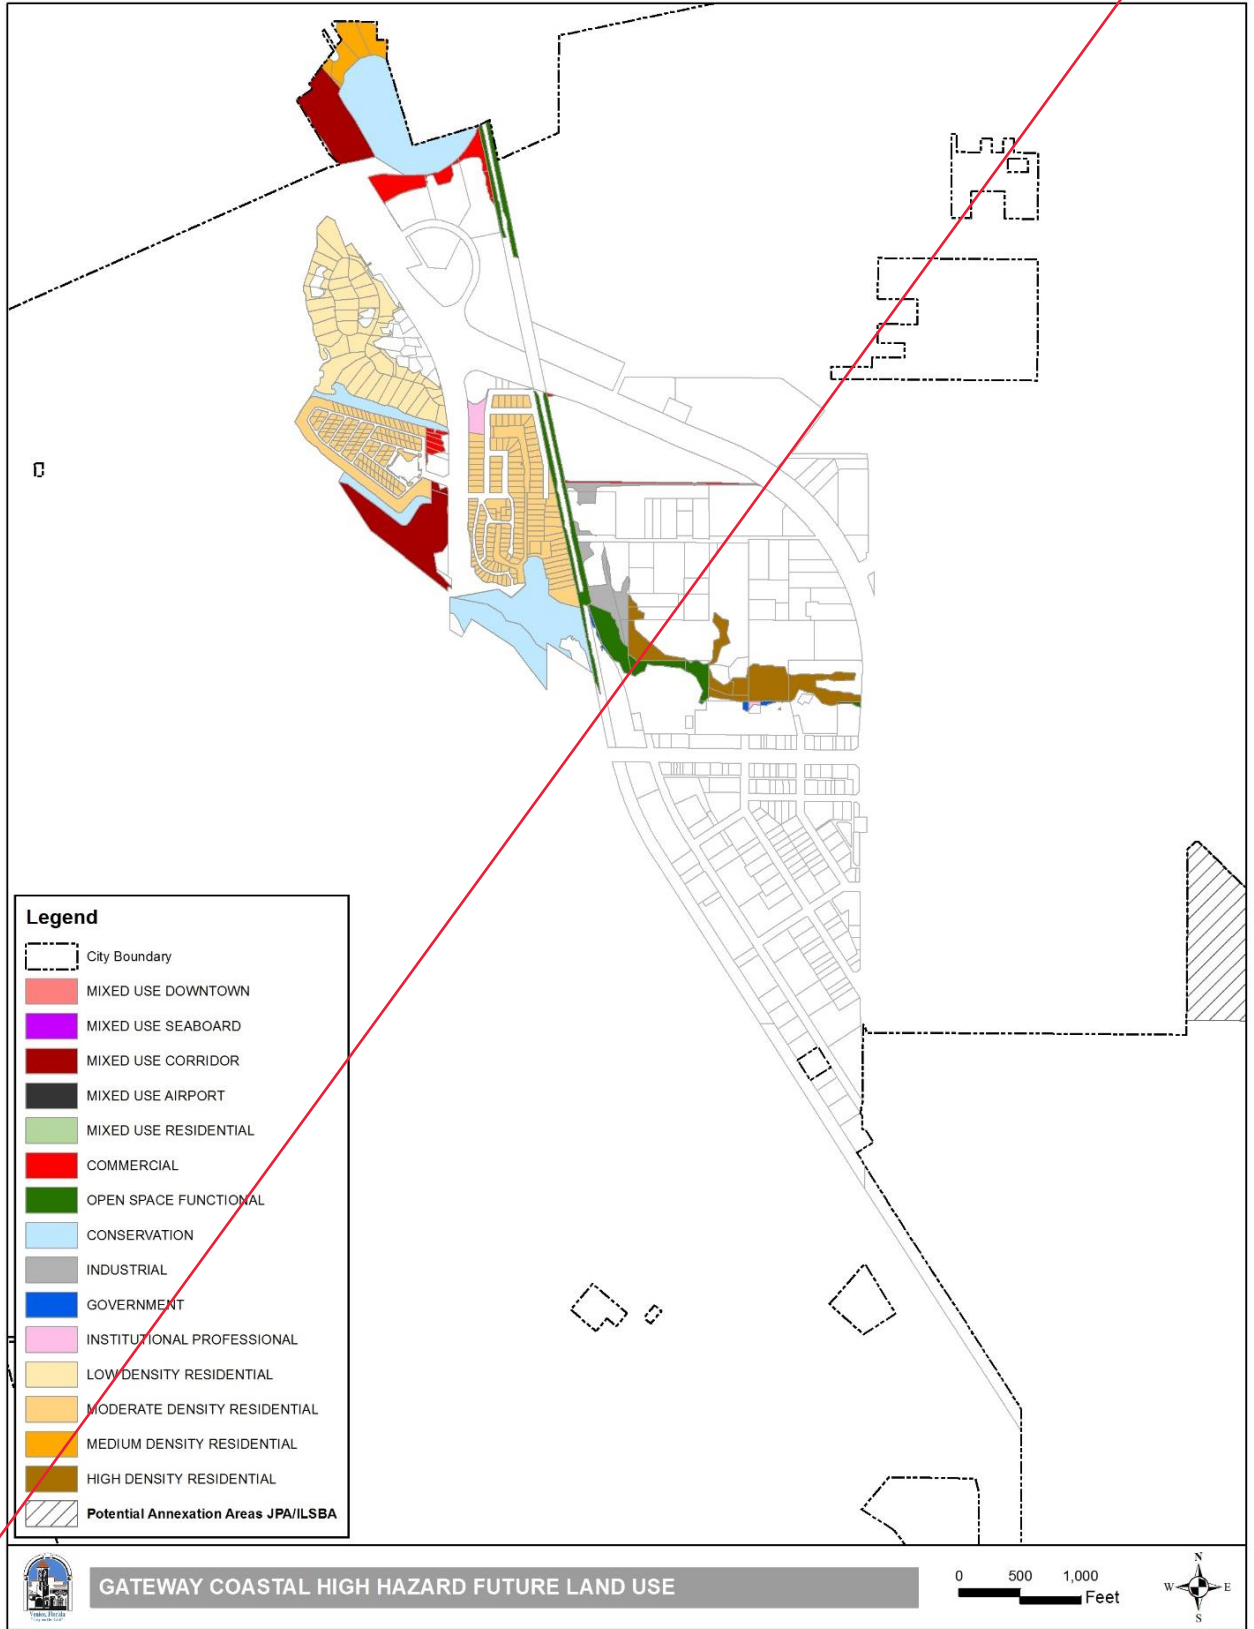 Legend
City Boundary
MIXED USE DOWNTOWN
MIXED USE SEABOARD
MIXED USE CORRIDOR
MIXED USE AIRPORT
MIXED USE RESIDENTIAL
COMMERCIAL
OPEN SPACE FUNCTIONAL
CONSERVATION
INDUSTRIAL
GOVERNMENT
INSTITUTIONAL PROFESSIONAL
LOW DENSITY RESIDENTIAL
MODERATE DENSITY RESIDENTIAL
MEDIUM DENSITY RESIDENTIAL
HIGH DENSITY RESIDENTIAL
Potential Annexation Areas JPA/ILSBA
Venice, Florida
GATEWAY COASTAL HIGH HAZARD FUTURE LAND USE
0 500 1,000
Feet
N
W E
S